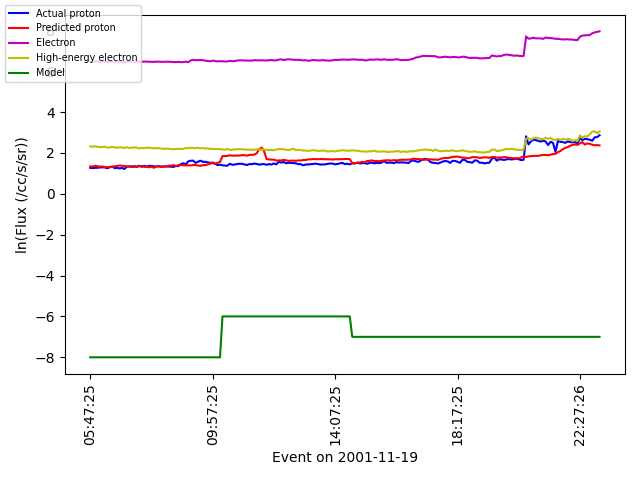 Actual proton
Predicted proton
Electron
High-energy electron
Model
ln(Flux (/cc/s/sr))
4
2
0
−2
−4
−6
−8
05:47:25
09:57:25
14:07:25
18:17:25
22:27:26
Event on 2001-11-19